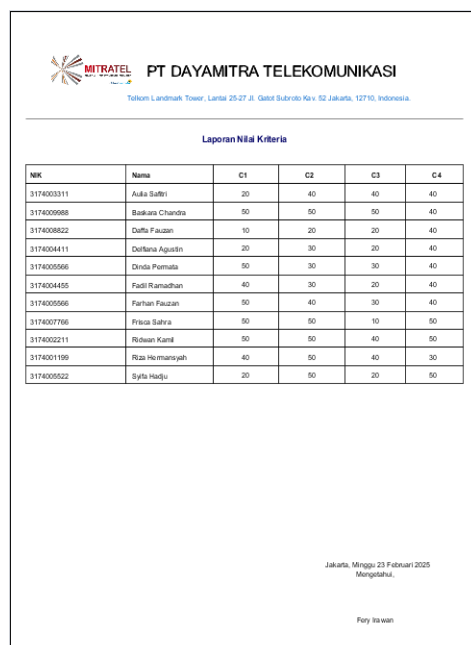 MITRATEL
PT DAYAMITRA TELEKOMUNIKASI
Telkom Landmark Tower, Lantai 25-27 Jl. Gatot Subroto Kav. 52 Jakarta, 12710, Indonesia.
Laporan Nilai Kriteria
NIK Nama C1 C2 C3 C4
3174003311 Aulia Safitri 20 40 40 40
3174009988 Baskara Chandra 50 50 50 40
3174008822 Daffa Fauzan 10 20 20 40
3174004411 Delfiana Agustin 20 30 20 40
3174005566 Dinda Permata 50 30 30 40
3174004455 Fadil Ramadhan 40 30 20 40
3174005566 Farhan Fauzan 50 40 30 40
3174007766 Frisca Sahra 50 50 10 50
3174002211 Ridwan Kamil 50 50 40 50
3174001199 Riza Hermansyah 40 50 40 30
3174005522 Syifa Hadju 20 50 20 50
Jakarta, Minggu 23 Februari 2025
Mengetahui,
Fery Irawan